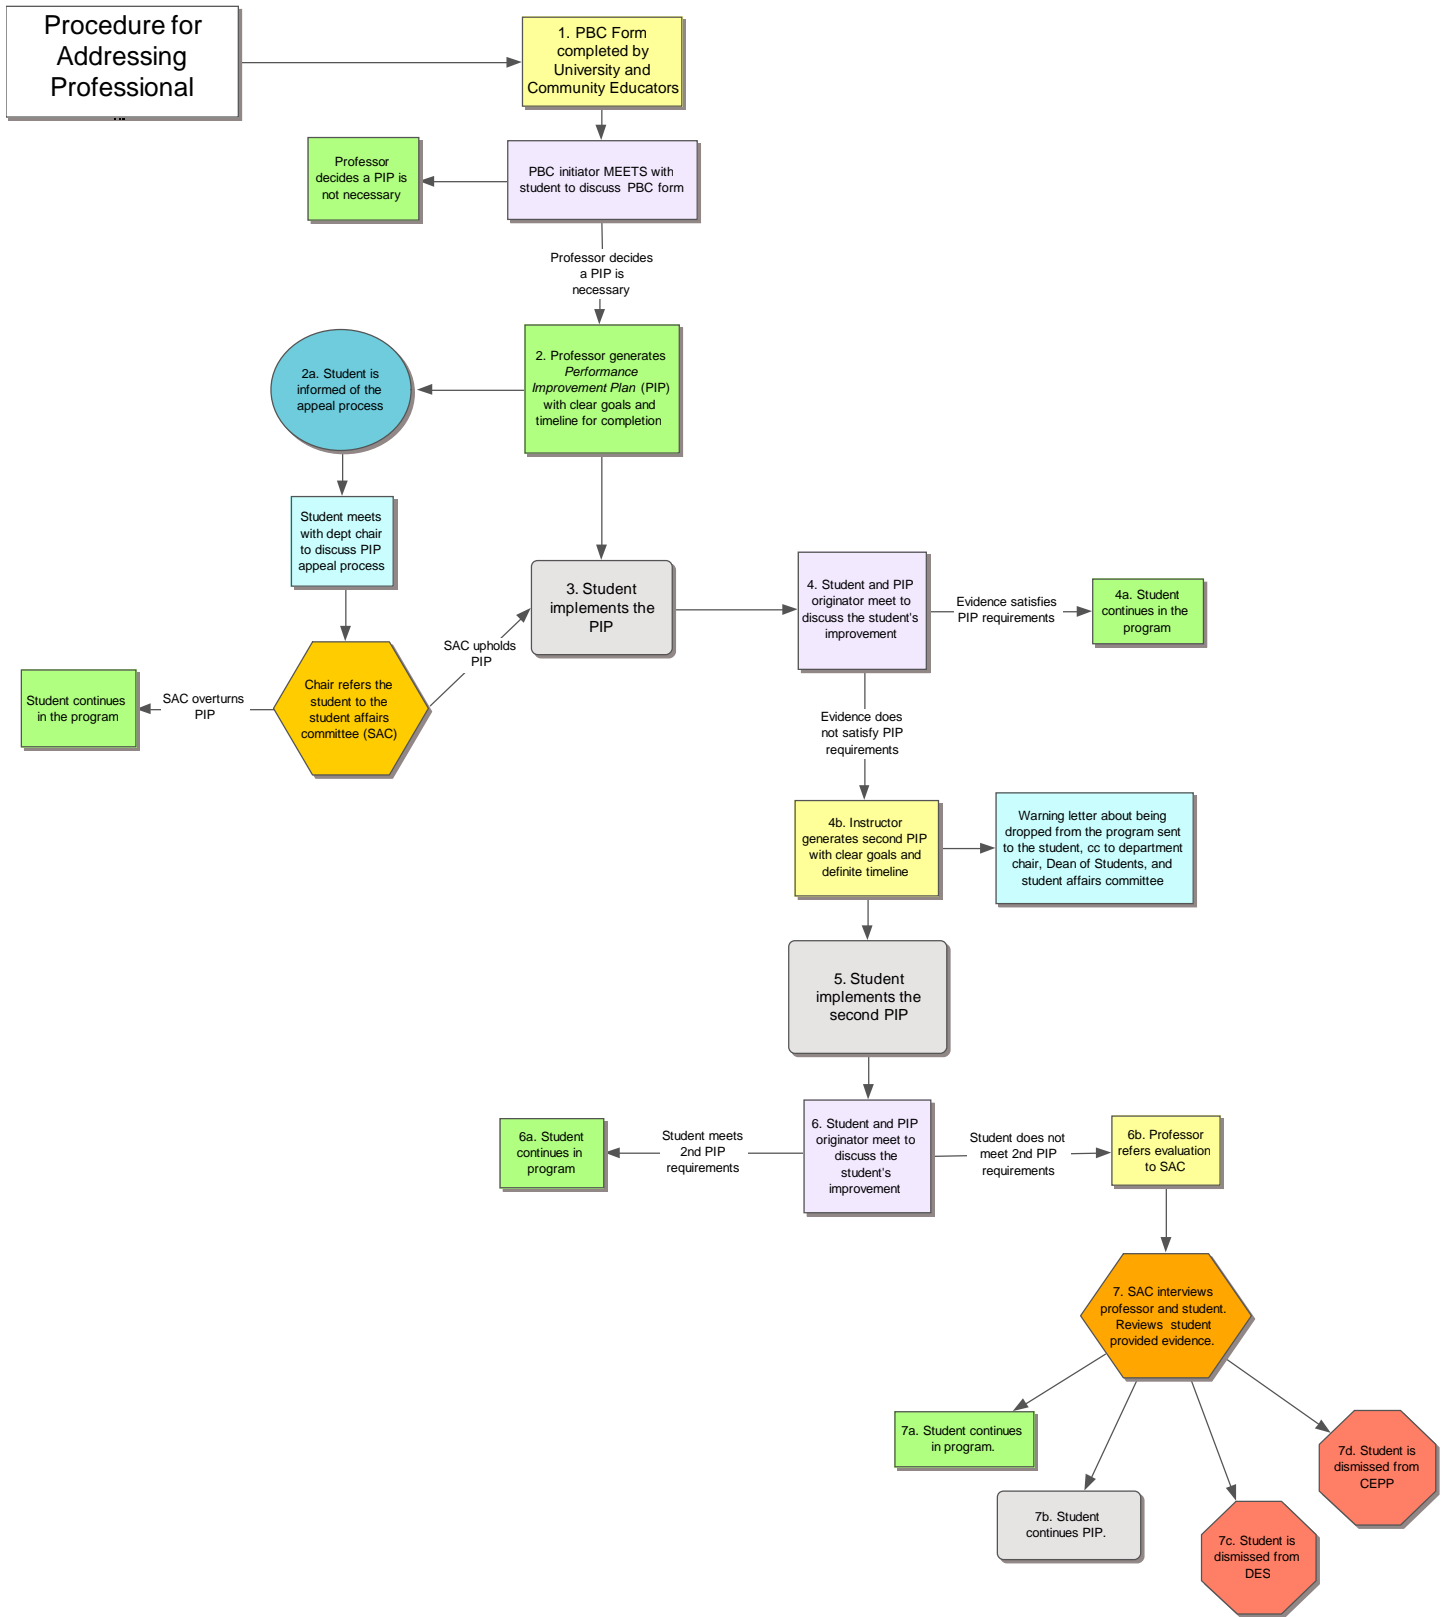 Procedure for
Addressing
Professional
1. PBC Form
completed by
University and
Community Educators
Professor
decides a PIP is
not necessary
PBC initiator MEETS with
student to discuss PBC form
Professor decides
a PIP is
necessary
2. Professor generates
Performance
Improvement Plan (PIP)
with clear goals and
timeline for completion
2a. Student is
informed of the
appeal process
Student meets
with dept chair
to discuss PIP
appeal process
3. Student
implements the
PIP
4. Student and PIP
originator meet to
discuss the student's
improvement
Evidence satisfies
PIP requirements
4a. Student
continues in the
program
SAC upholds
PIP
Chair refers the
student to the
student affairs
committee (SAC)
SAC overturns
PIP
Student continues
in the program
Evidence does
not satisfy PIP
requirements
4b. Instructor
generates second PIP
with clear goals and
definite timeline
Warning letter about being
dropped from the program sent
to the student, cc to department
chair, Dean of Students, and
student affairs committee
5. Student
implements the
second PIP
6a. Student
continues in
program
Student meets
2nd PIP
requirements
6. Student and PIP
originator meet to
discuss the
student's
improvement
Student does not
meet 2nd PIP
requirements
6b. Professor
refers evaluation
to SAC
7. SAC interviews
professor and student.
Reviews student
provided evidence.
7a. Student continues
in program.
7b. Student
continues PIP.
7c. Student is
dismissed from
DES
7d. Student is
dismissed from
CEPP